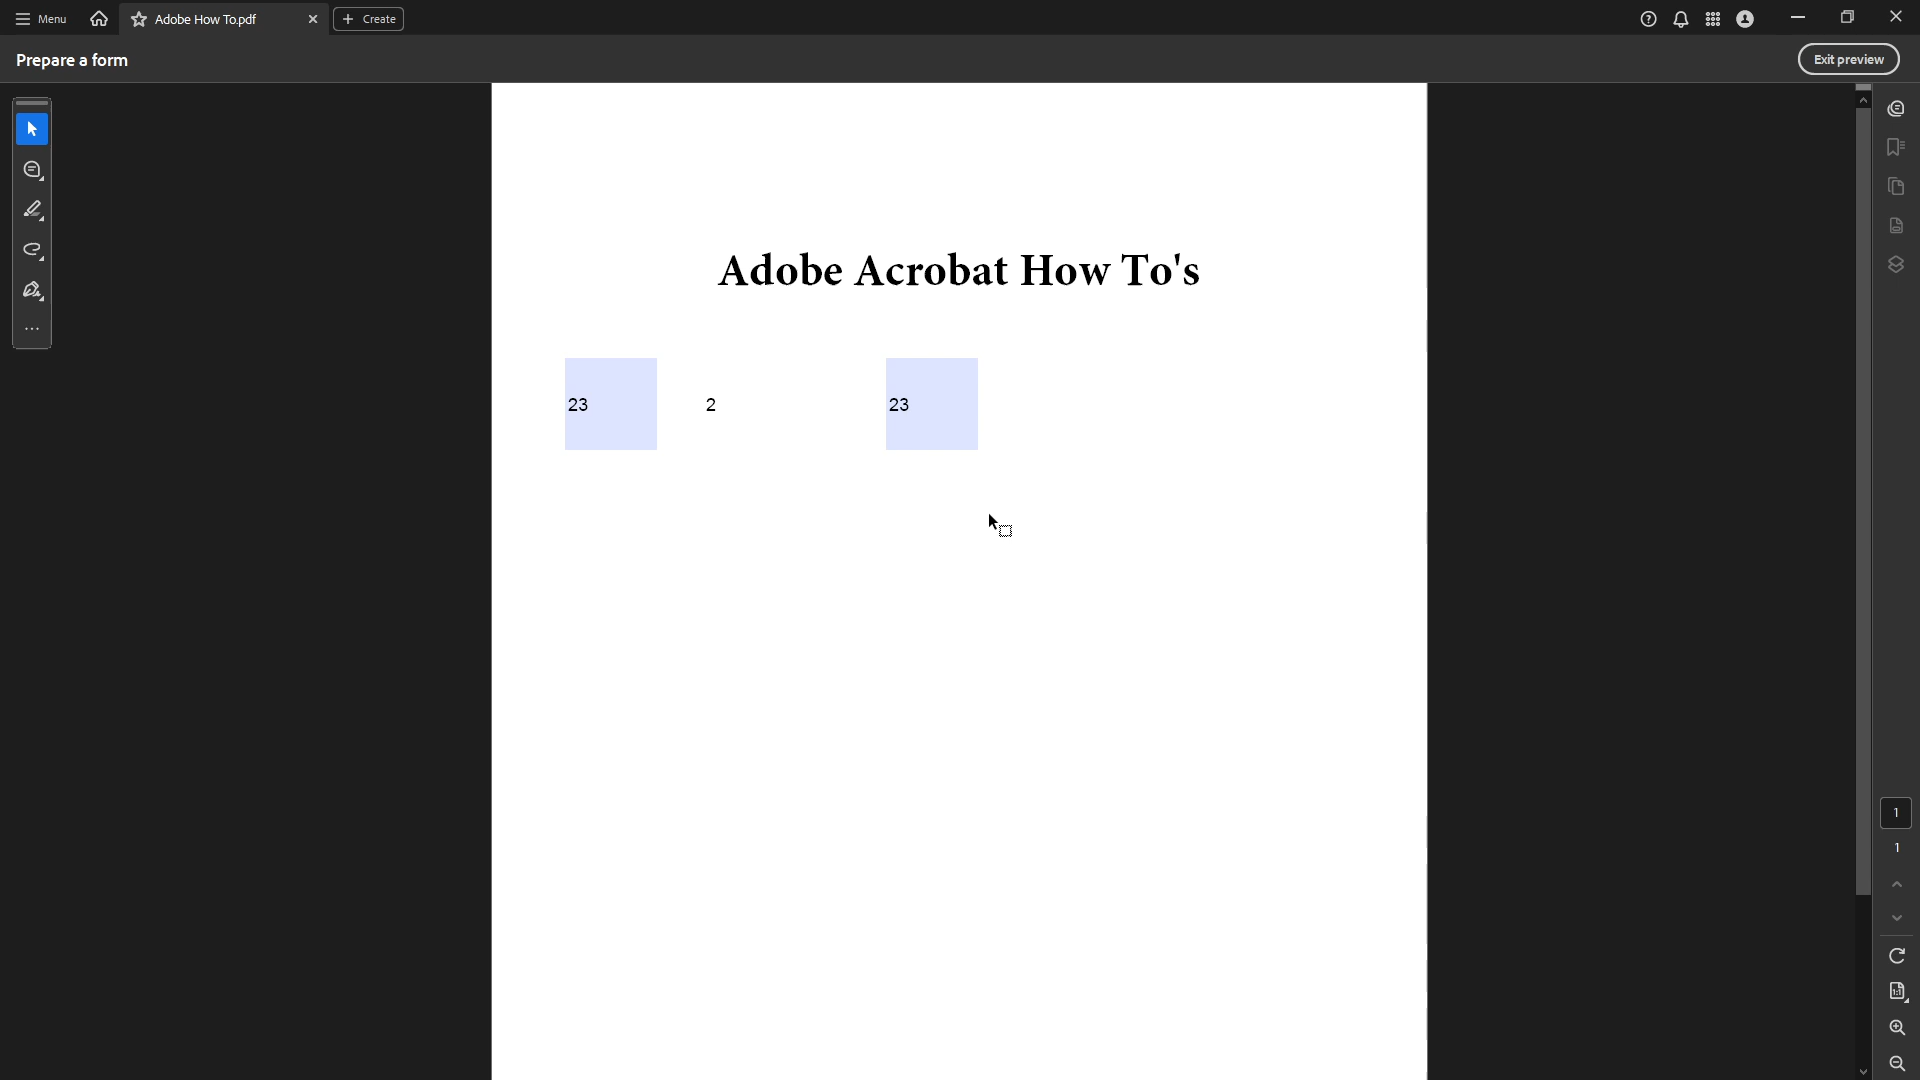 Menu
Adobe How To.pdf
Create
Prepare a form
Exit preview
Adobe Acrobat How To's
23 2 23
1
1